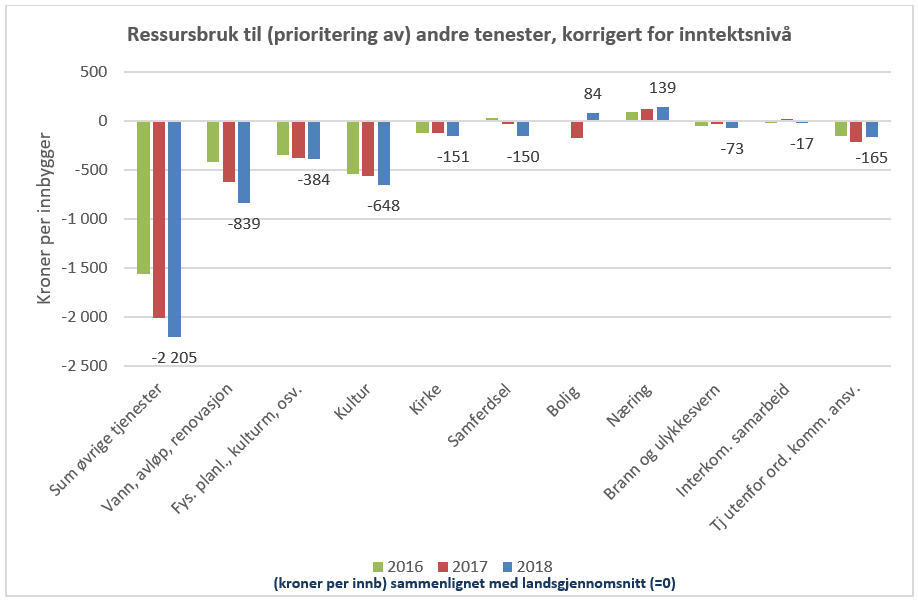 Ressursbruk til (prioritering av) andre tenester, korrigert for inntektsnivå
Kroner per innbygger
500
0
-500
-1 000
-1 500
-2 000
-2 500
-2 205
-839
-384
-648
-151
-150
84
139
-73
-17
-165
Sum øvrige tjenester
Vann, avløp, renovasjon
Fys. planl., kulturm, osv.
Kultur
Kirke
Samferdsel
Bolig
Næring
Brann og ulykkesvern
Interkom. samarbeid
Tj utenfor ord. komm. ansv.
2016 2017 2018
(kroner per innb) sammenlignet med landsgjennomsnitt (=0)